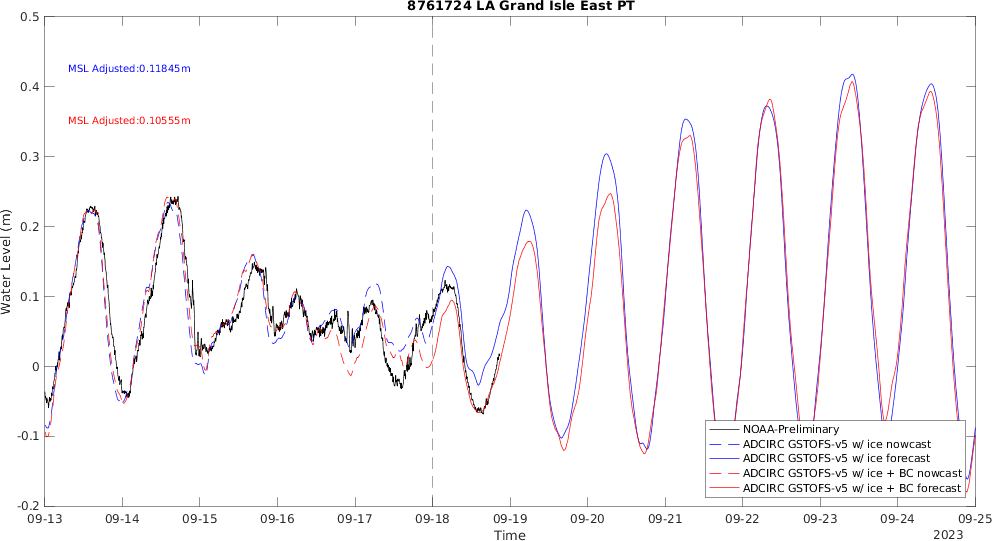 8761724 LA Grand Isle East PT
0.5
MSL Adjusted:0.11845m
0.4
MSL Adjusted:0.10555m
0.3
0.2
0.1
0
-0.1
-0.2
Water Level (m)
NOAA-Preliminary
ADCIRC GSTOFS-v5 w/ ice nowcast
ADCIRC GSTOFS-v5 w/ ice forecast
ADCIRC GSTOFS-v5 w/ ice + BC nowcast
ADCIRC GSTOFS-v5 w/ ice + BC forecast
09-13 09-14 09-15 09-16 09-17 09-18 09-19 09-20 09-21 09-22 09-23 09-24 09-25
Time
2023